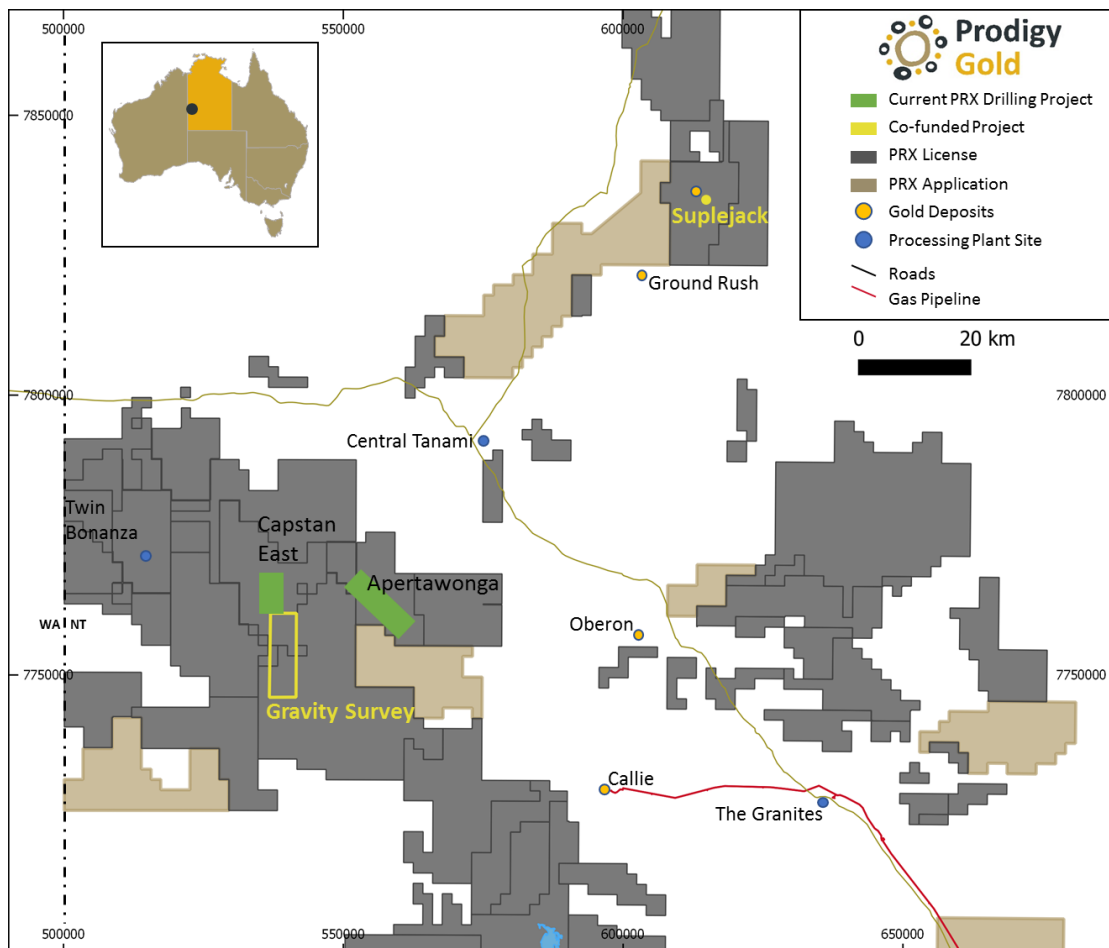 500000
550000
600000
Prodigy
Gold
Current PRX Drilling Project
Co-funded Project
PRX License
PRX Application
Gold Deposits
Processing Plant Site
Roads
Gas Pipeline
0 20 km
7850000
Suplejack
Ground Rush
7800000
7800000
Central Tanami
Twin
Bonanza
Capstan
East
Apertawonga
WA NT
Oberon
7750000
7750000
Gravity Survey
Callie
The Granites
500000
550000
600000
650000